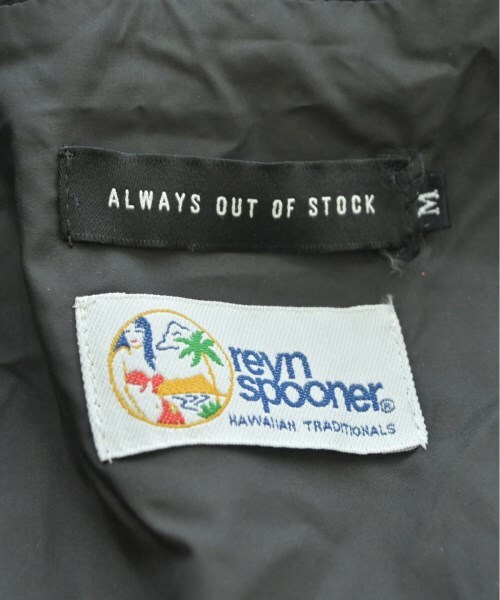 ALWAYS OUT OF STOCK
M
reyn
spooner®
HAWAIIAN TRADITIONALS